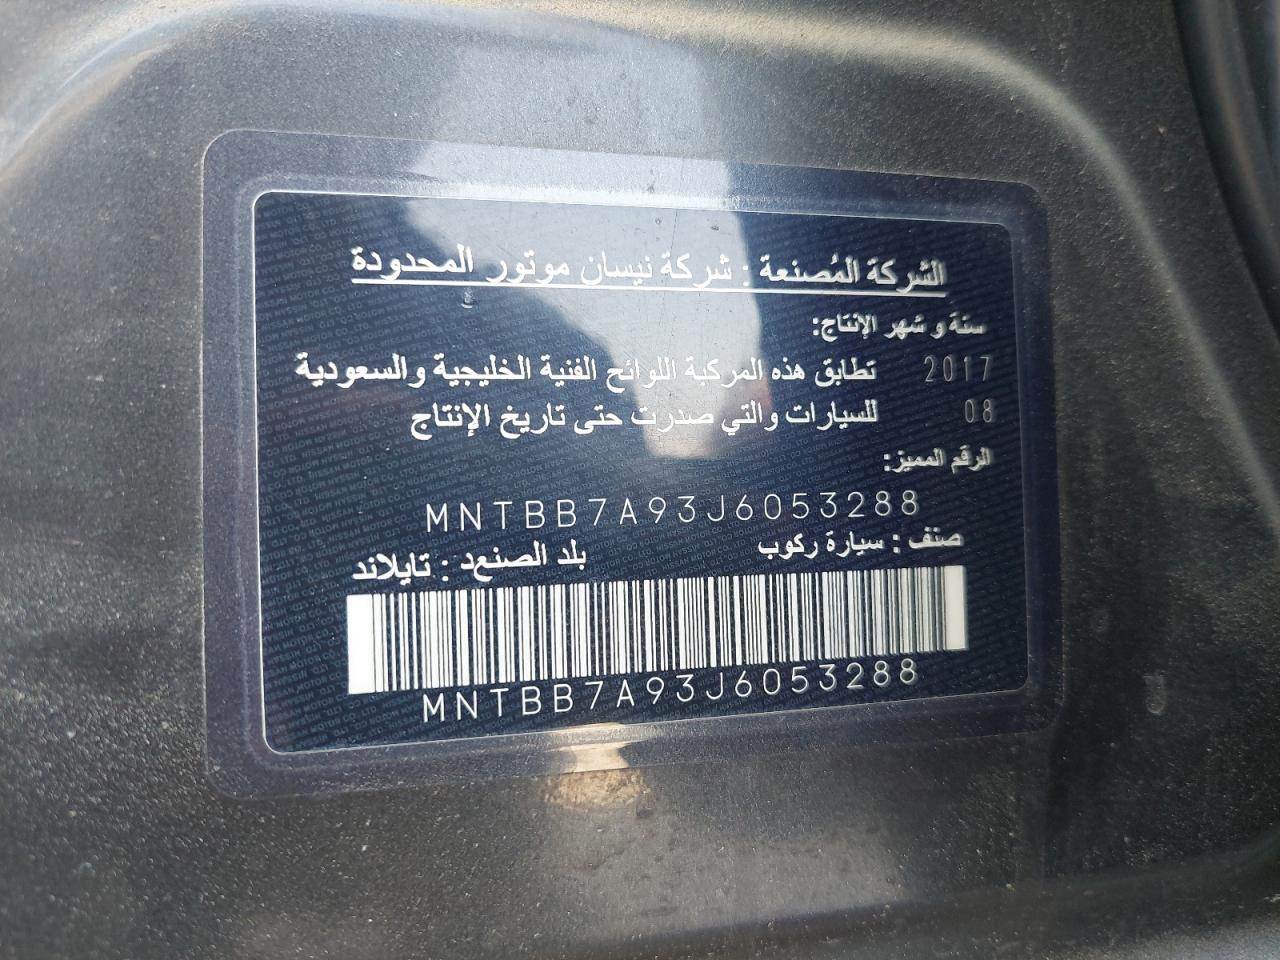 الشركة المُصنعة : شركة نيسان موتور المحدودة
سنة و شهر الإنتاج:
2017 تطابق هذه المركبة اللوائح الفنية الخليجية والسعودية
08 للسيارات والتي صدرت حتى تاريخ الإنتاج
الرقم المميز:
MNTBB7A93J6053288
صنف : سيارة ركوب بلد الصنعد : تايلاند
MNTBB7A93J6053288